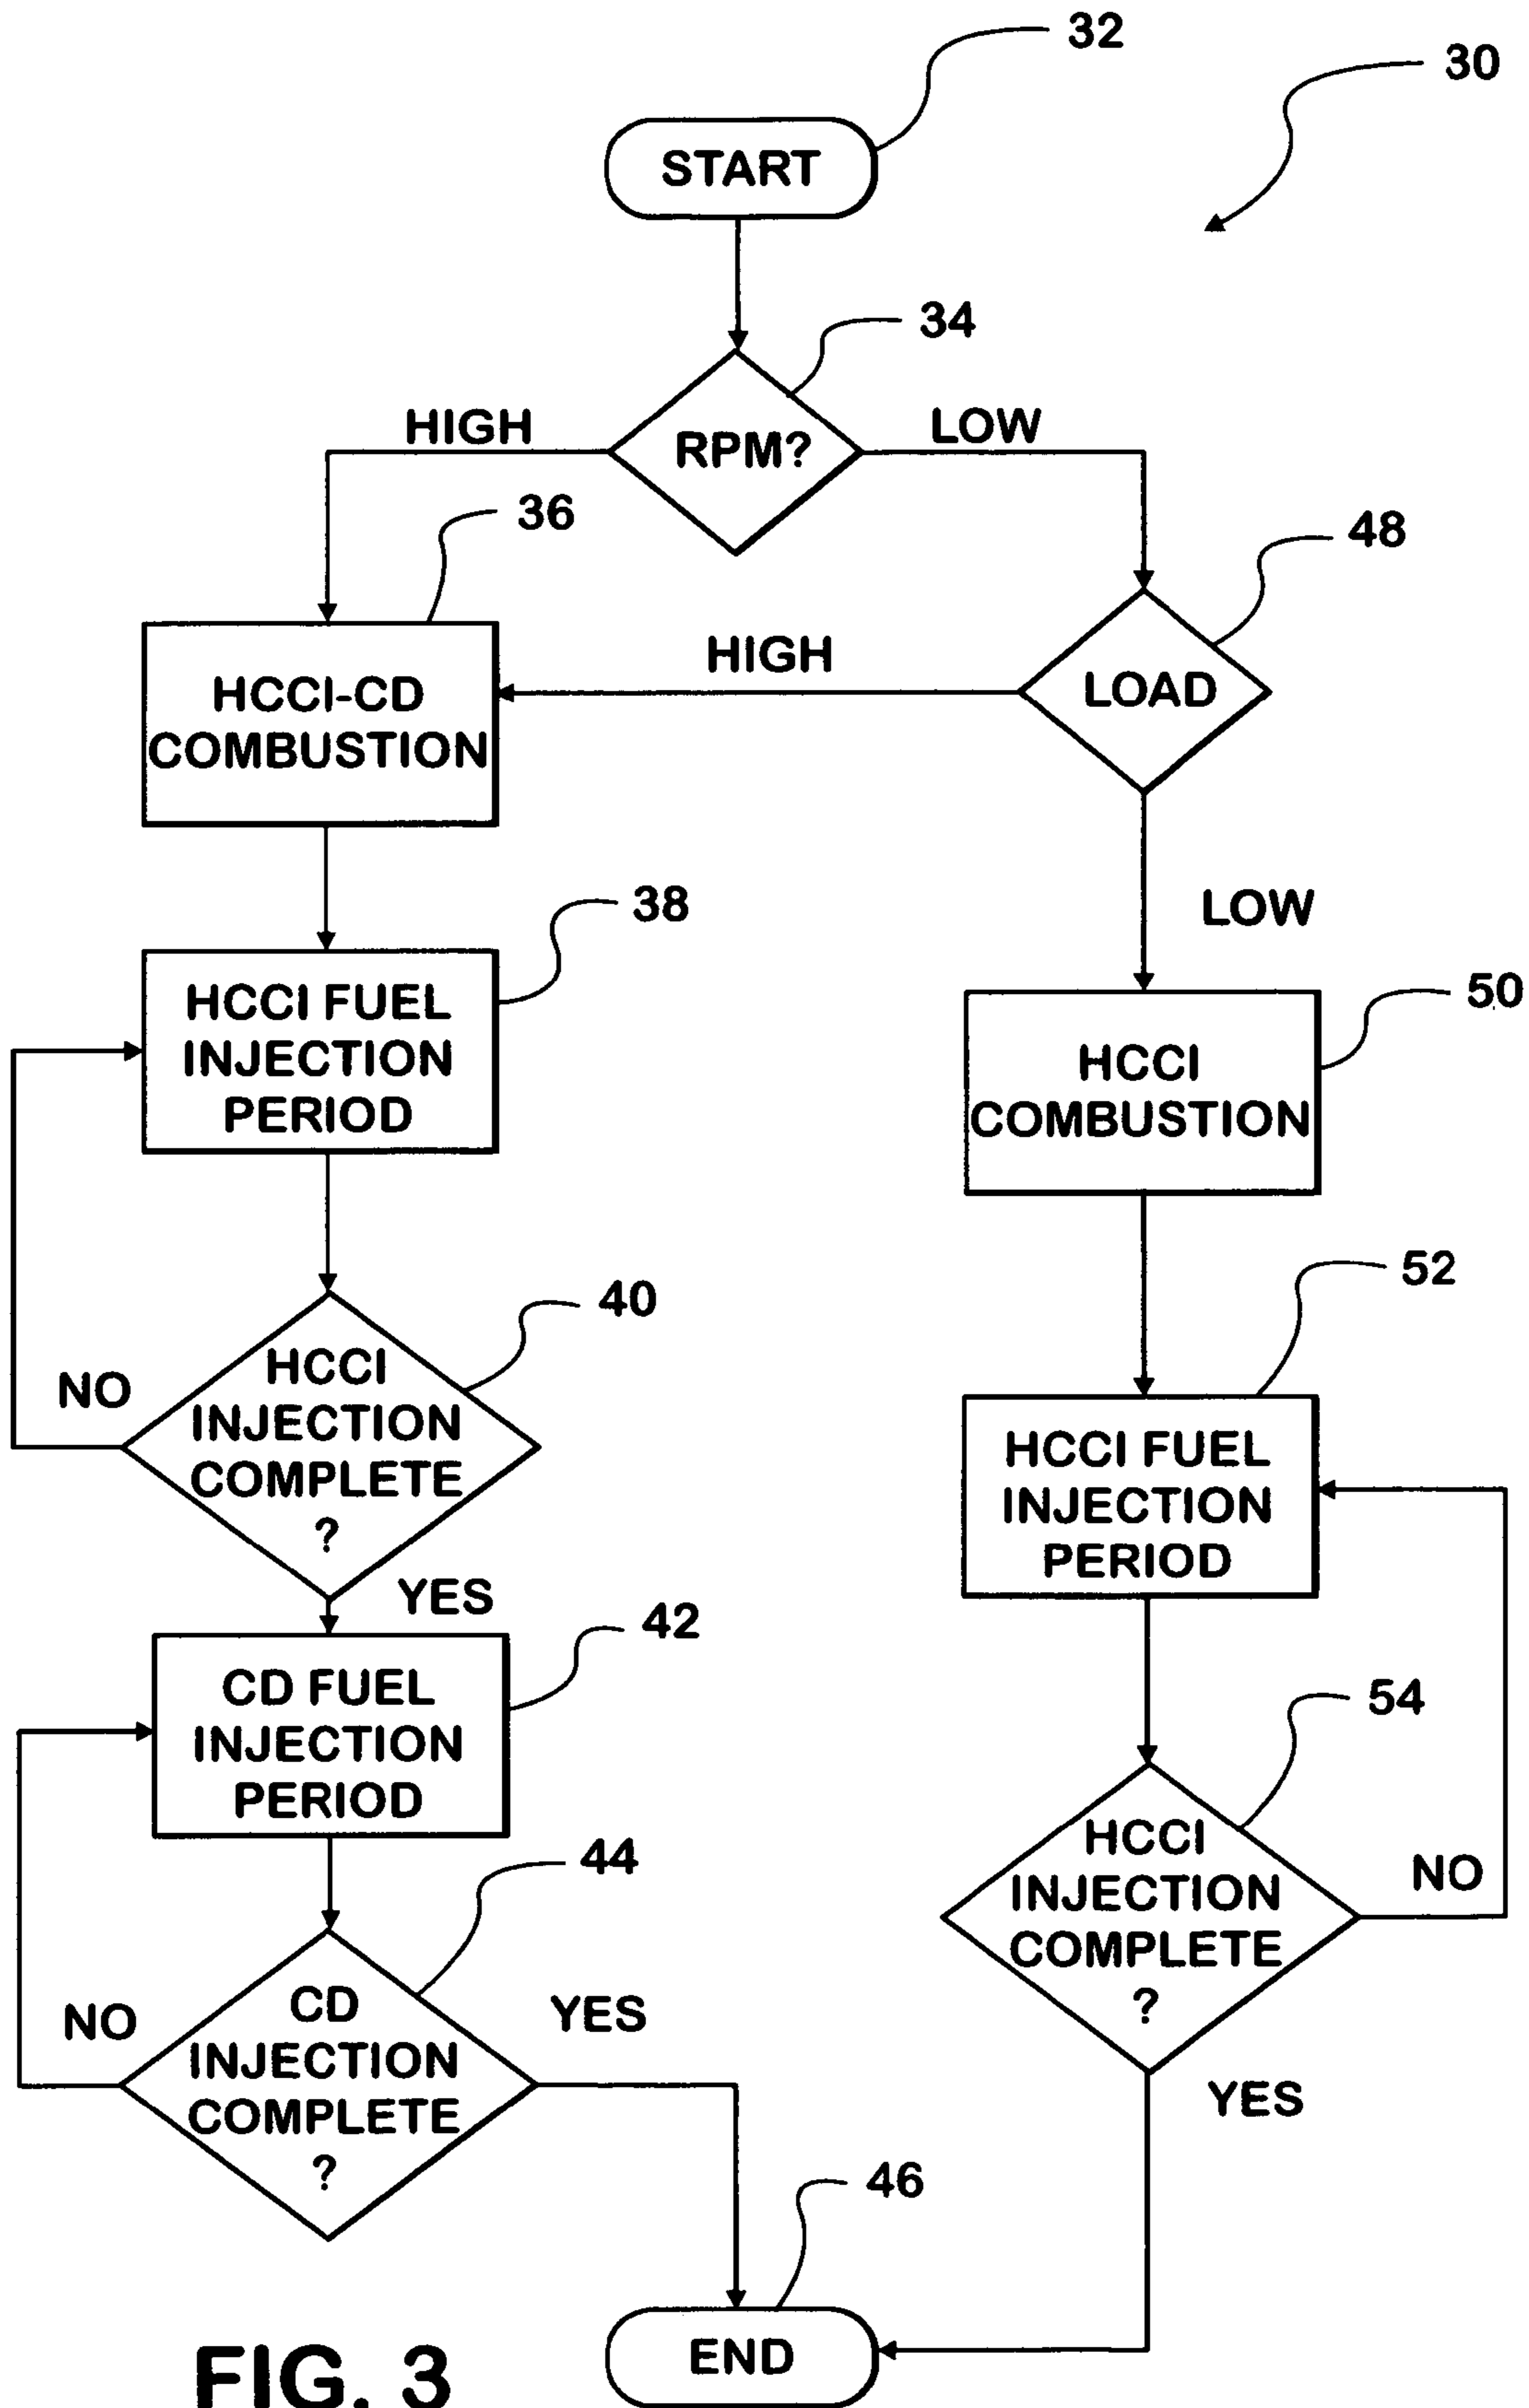 32
30
START
34
HIGH
RPM?
LOW
36
48
HCCI-CD
COMBUSTION
HIGH
LOAD
38
LOW
HCCI FUEL
INJECTION
PERIOD
50
HCCI
COMBUSTION
40
52
HCCI
INJECTION
COMPLETE
?
NO
YES
HCCI FUEL
INJECTION
PERIOD
42
CD FUEL
INJECTION
PERIOD
54
HCCI
INJECTION
COMPLETE
?
NO
44
CD
INJECTION
COMPLETE
?
NO
YES
YES
46
END
FIG. 3